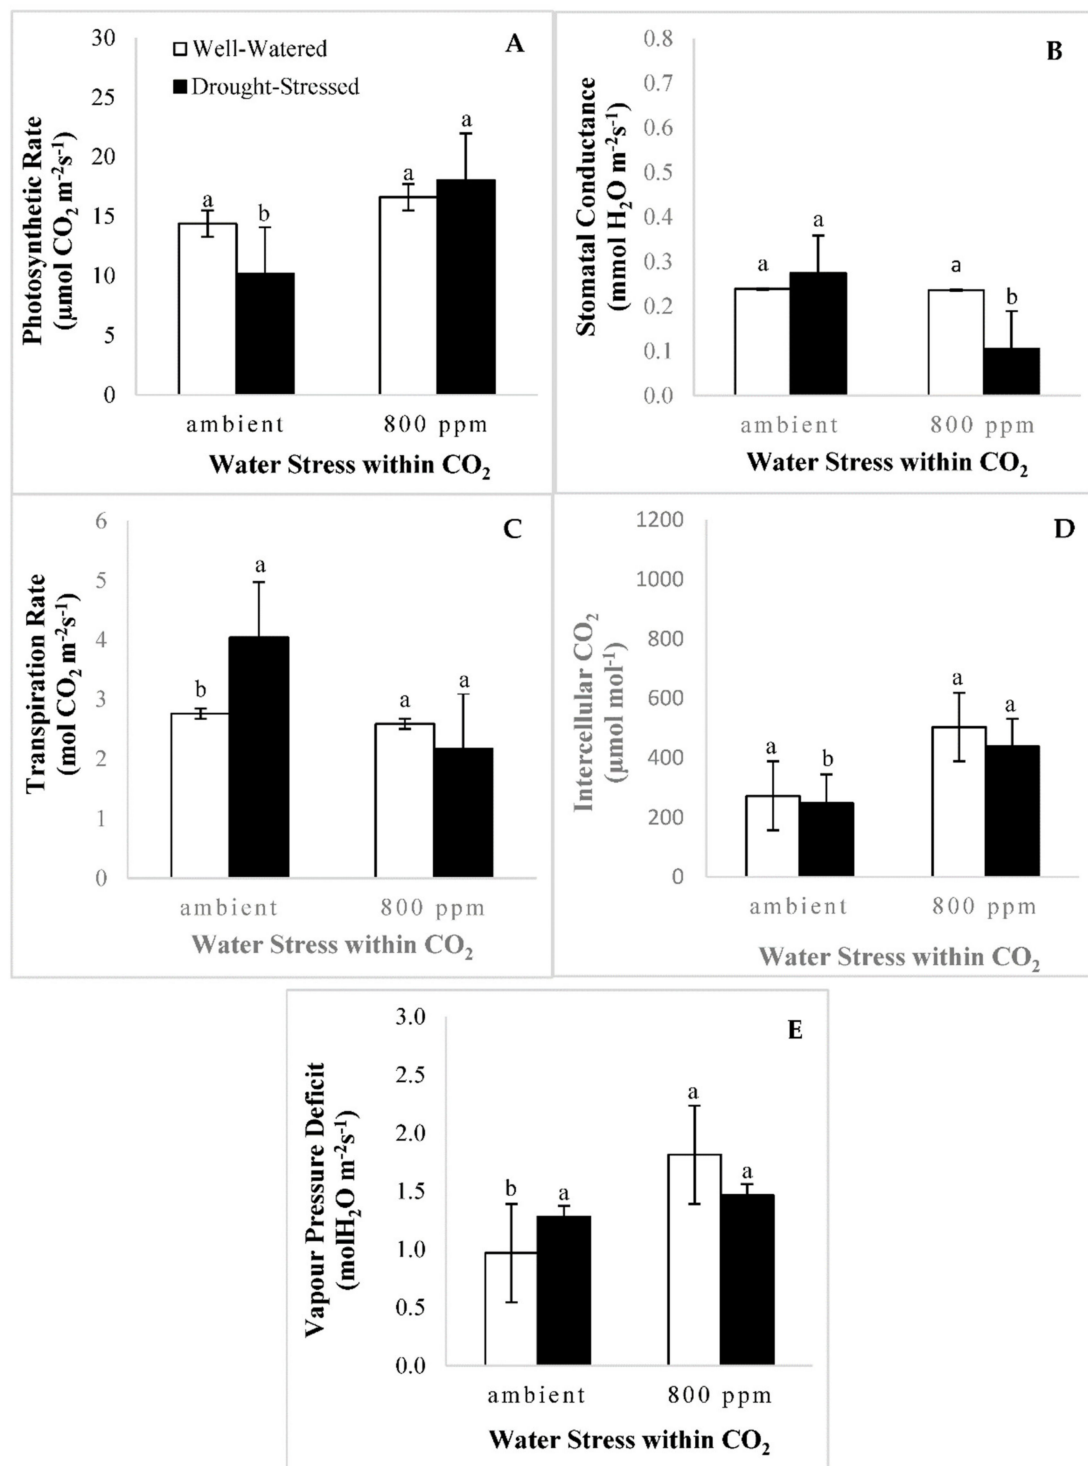 A
Well-Watered
Drought-Stressed
Photosynthetic Rate
(µmol CO₂ m⁻²s⁻¹)
30
25
20
15
10
5
0
a
b
a
a
ambient
800 ppm
Water Stress within CO₂
B
Stomatal Conductance
(mmol H₂O m⁻²s⁻¹)
0.8
0.7
0.6
0.5
0.4
0.3
0.2
0.1
0.0
a
a
a
b
ambient
800 ppm
Water Stress within CO₂
C
Transpiration Rate
(mol CO₂ m⁻²s⁻¹)
6
5
4
3
2
1
0
b
a
a
a
ambient
800 ppm
Water Stress within CO₂
D
Intercellular CO₂
(µmol mol⁻¹)
1200
1000
800
600
400
200
0
a
b
a
a
ambient
800 ppm
Water Stress within CO₂
E
Vapour Pressure Deficit
(molH₂O m⁻²s⁻¹)
3.0
2.5
2.0
1.5
1.0
0.5
0.0
b
a
a
a
ambient
800 ppm
Water Stress within CO₂